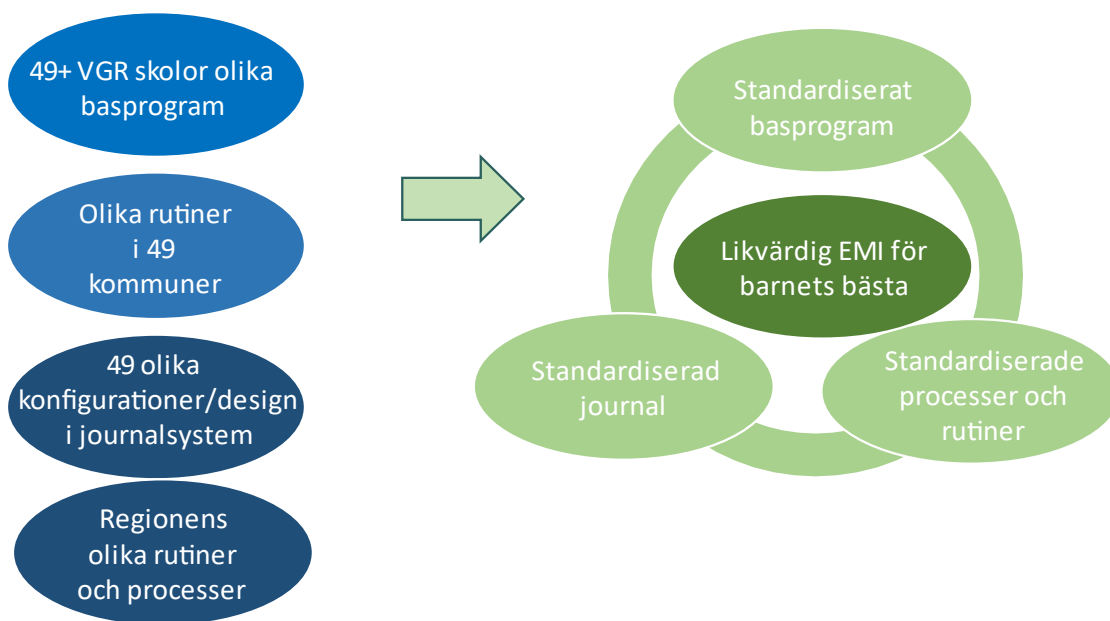 49+ VGR skolor olika
basprogram
Olika rutiner
i 49
kommuner
49 olika
konfigurationer/design
i journalsystem
Regionens
olika rutiner
och processer
Standardiserat
basprogram
Likvärdig EMI för
barnets bästa
Standardiserad
journal
Standardiserade
processer och
rutiner